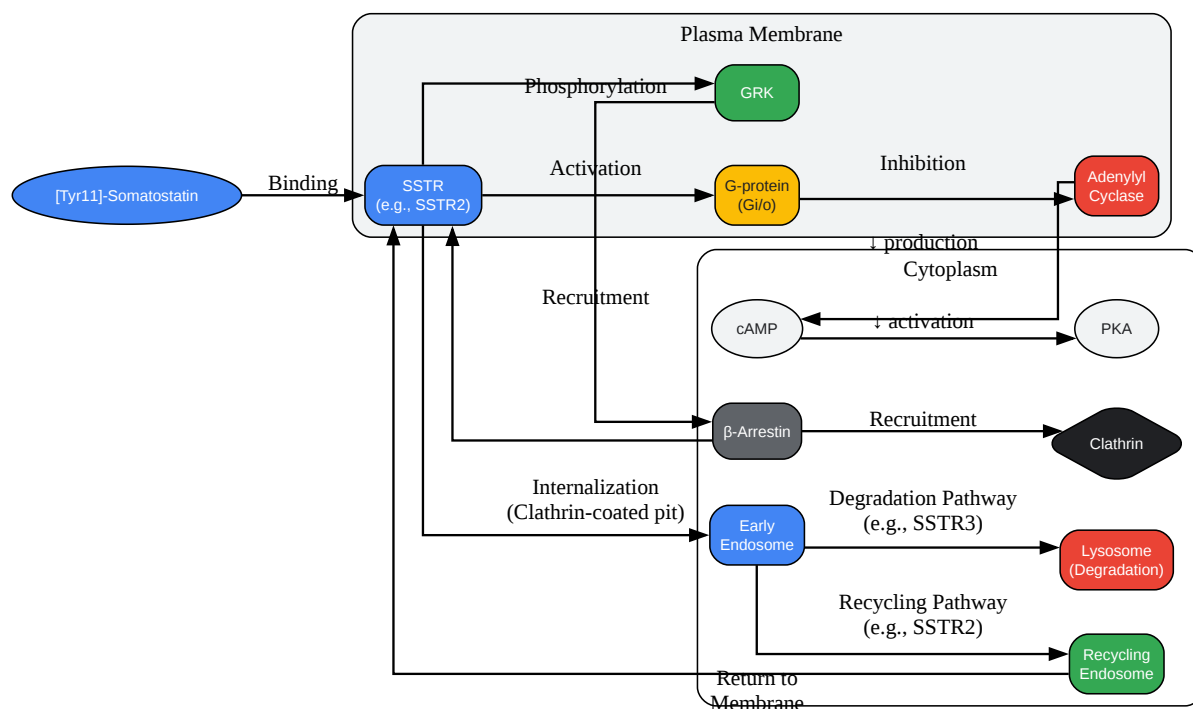 Plasma Membrane
Phosphorylation
GRK
[Tyr11]-Somatostatin
Binding
SSTR
(e.g., SSTR2)
Activation
G-protein
(Gi/o)
Inhibition
Adenylyl
Cyclase
↓ production
Cytoplasm
Recruitment
cAMP
↓ activation
PKA
β-Arrestin
Recruitment
Clathrin
Internalization
(Clathrin-coated pit)
Early
Endosome
Degradation Pathway
(e.g., SSTR3)
Lysosome
(Degradation)
Recycling Pathway
(e.g., SSTR2)
Recycling
Endosome
Return to
Membrane